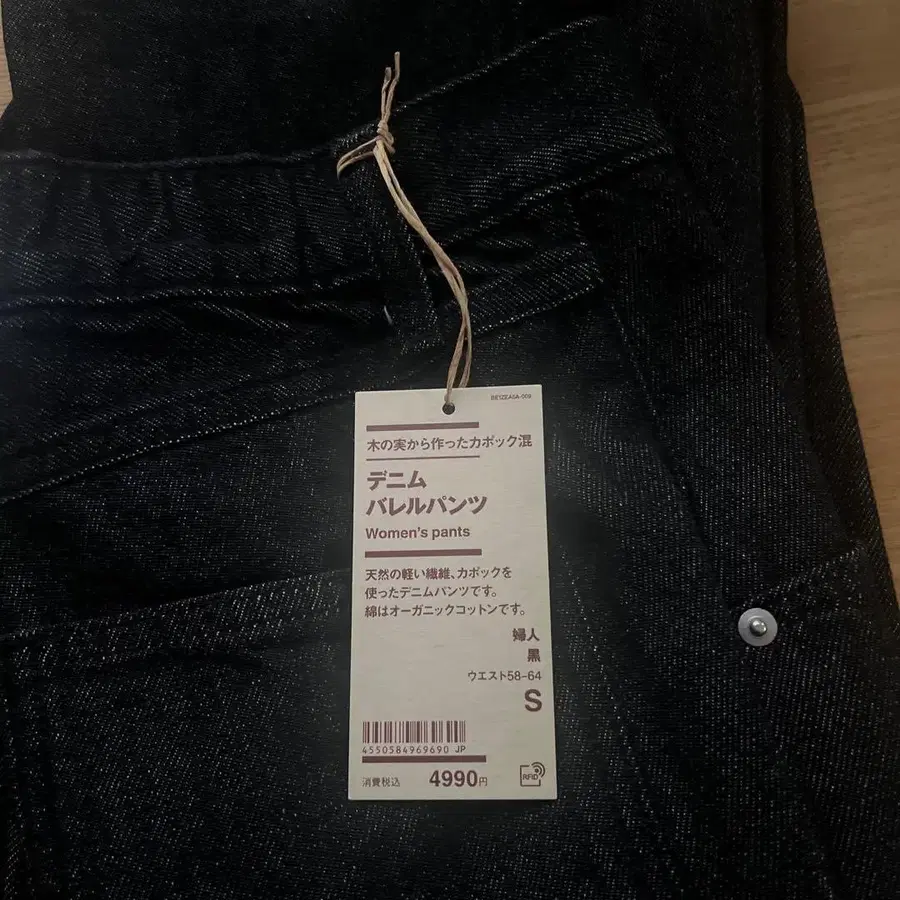 木の実から作ったカポック混
デニム
バレルパンツ
Women's pants
天然の軽い繊維、カポックを
使ったデニムパンツです。
綿はオーガニックコットンです。
婦人
黒
ウエスト58-64
S
4550584969690 JP
消費税込 4990円
RFID